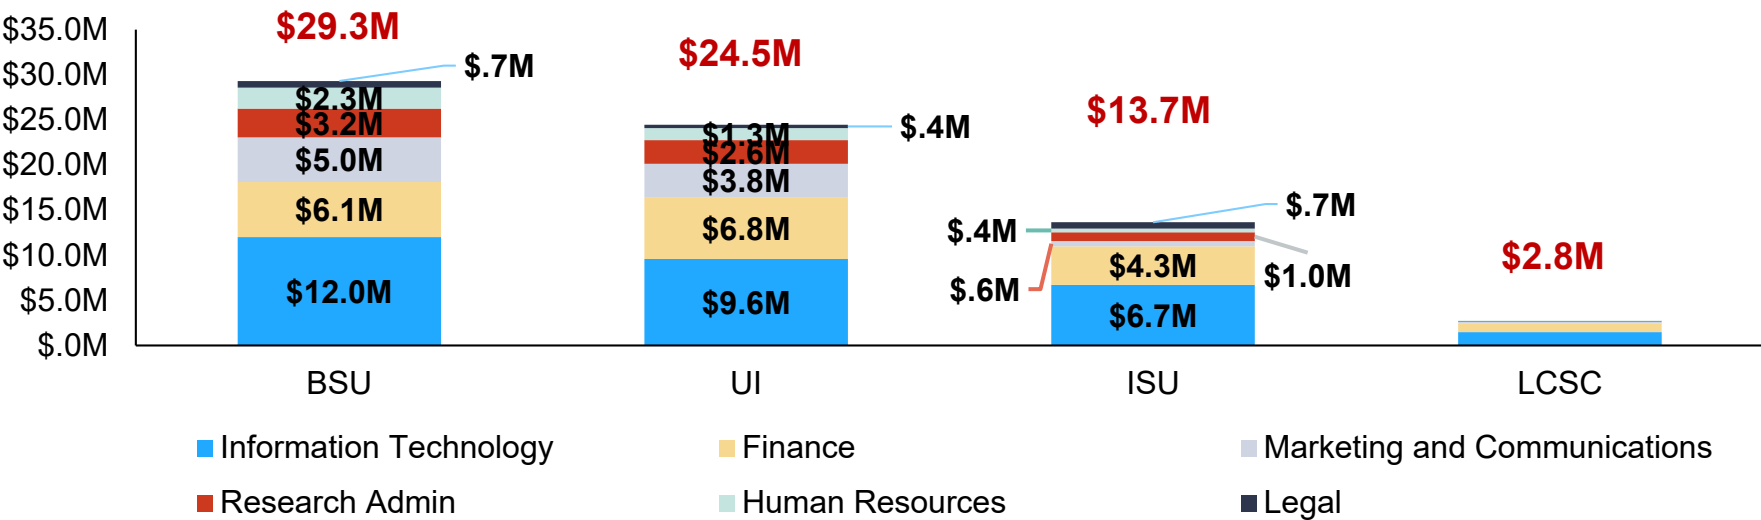 $35.0M
$30.0M
$25.0M
$20.0M
$15.0M
$10.0M
$5.0M
$.0M
$29.3M
$.7M
$2.3M
$3.2M
$5.0M
$6.1M
$12.0M
$24.5M
$.4M
$1.3M
$2.6M
$3.8M
$6.8M
$9.6M
$13.7M
$.7M
$.4M
$1.0M
$.6M
$4.3M
$6.7M
$2.8M
BSU UI ISU LCSC
Information Technology Finance Marketing and Communications
Research Admin Human Resources Legal